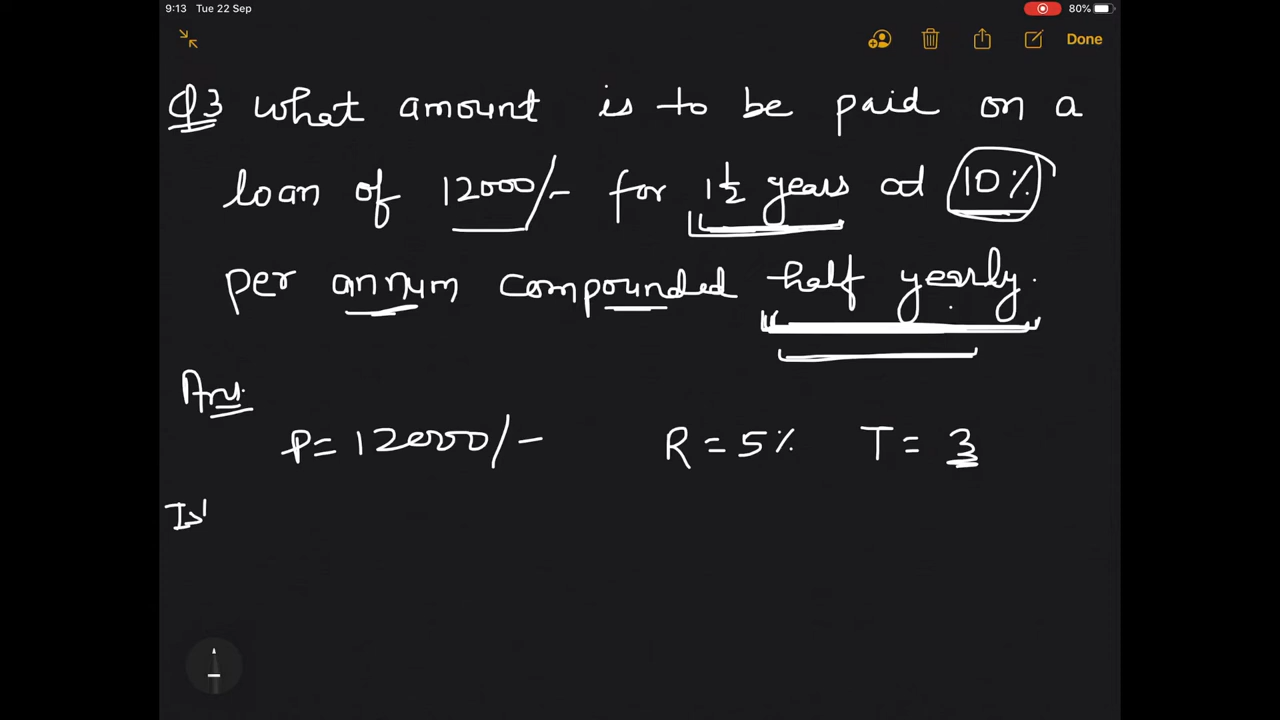 9:13 Tue 22 Sep
80%
Done
Q3 What amount is to be paid on a
loan of 12000/- for 1½ years at 10%
per annum compounded half yearly.
Ans.
P= 12000/- R = 5% T = 3
Ist